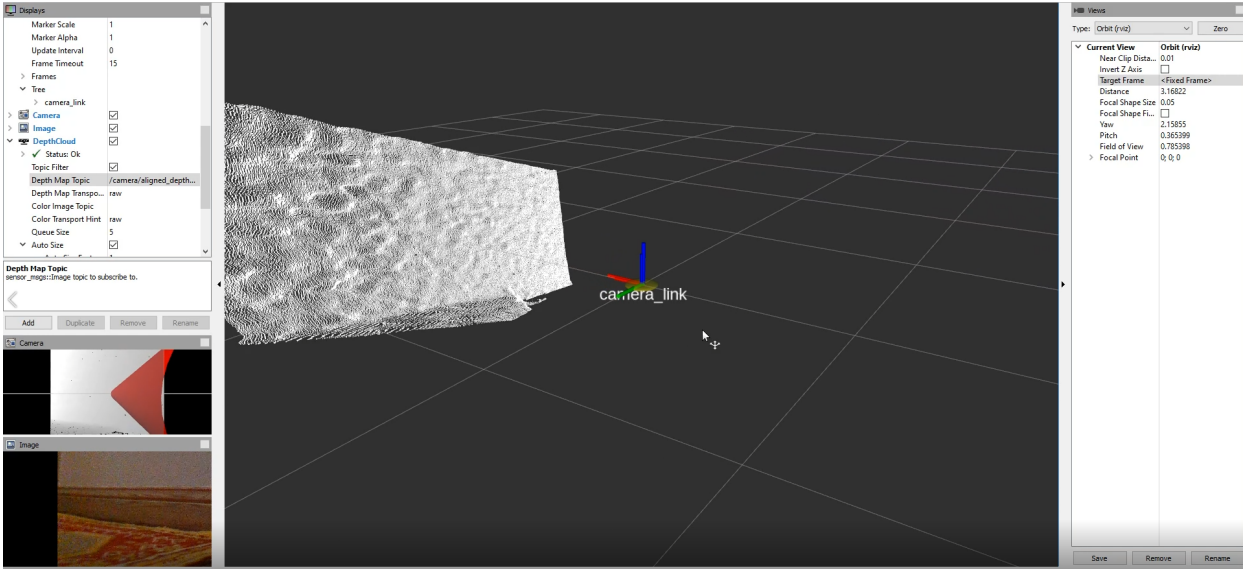 Displays
Marker Scale 1
Marker Alpha 1
Update Interval 0
Frame Timeout 15
Frames
Tree
camera_link
Camera
Image
DepthCloud
Status: Ok
Topic Filter
Depth Map Topic /camera/aligned_depth...
Depth Map Transpo... raw
Color Image Topic
Color Transport Hint raw
Queue Size 5
Auto Size
Depth Map Topic
sensor_msgs::Image topic to subscribe to.
Add Duplicate Remove Rename
Camera
Image
camera_link
Views
Type: Orbit (rviz) Zero
Current View Orbit (rviz)
Near Clip Dista... 0.01
Invert Z Axis
Target Frame <Fixed Frame>
Distance 3.16822
Focal Shape Size 0.05
Focal Shape Fi...
Yaw 2.15855
Pitch 0.365399
Field of View 0.785398
Focal Point 0; 0; 0
Save Remove Rename